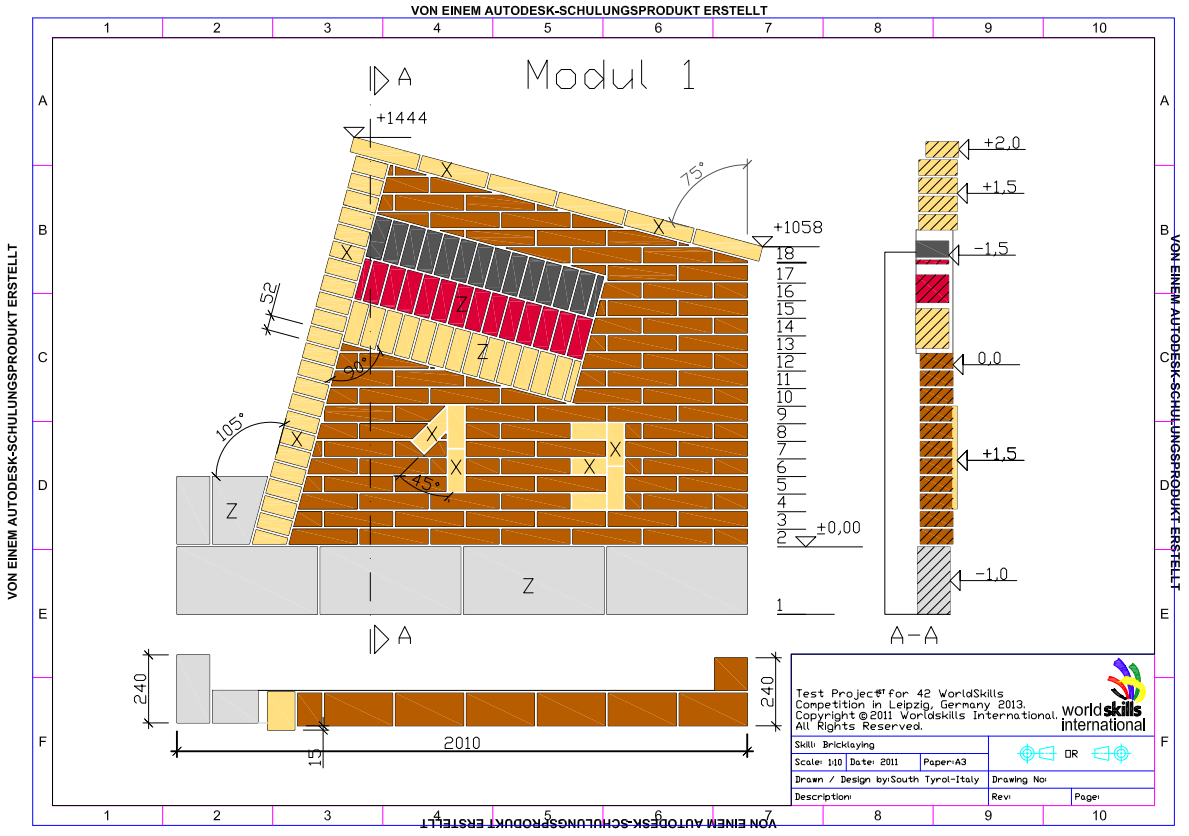 VON EINEM AUTODESK-SCHULUNGSPRODUKT ERSTELLT
1 2 3 4 5 6 7 8 9 10
A
B
C
D
E
F
VON EINEM AUTODESK-SCHULUNGSPRODUKT ERSTELLT
Modul 1
A
+1444
X
75°
X
+1058
X
52
Z
Z
90°
105°
X
Z
X
X
45°
X
X
18
17
16
15
14
13
12
11
10
9
8
7
6
5
4
3
2
±0,00
Z
1
A
+2,0
+1,5
-1,5
0,0
+1,5
-1,0
A-A
240
15
2010
240
Test Project for 42 WorldSkills
Competition in Leipzig, Germany 2013.
Copyright © 2011 Worldskills International.
All Rights Reserved.
worldskills
international
Skill: Bricklaying
Scale: 1:10 Date: 2011 Paper:A3
OR
Drawn / Design by:South Tyrol-Italy Drawing No:
Description: Rev: Page:
A
B
C
D
E
F
VON EINEM AUTODESK-SCHULUNGSPRODUKT ERSTELLT
1 2 3 4 5 6 7 8 9 10
VON EINEM AUTODESK-SCHULUNGSPRODUKT ERSTELLT